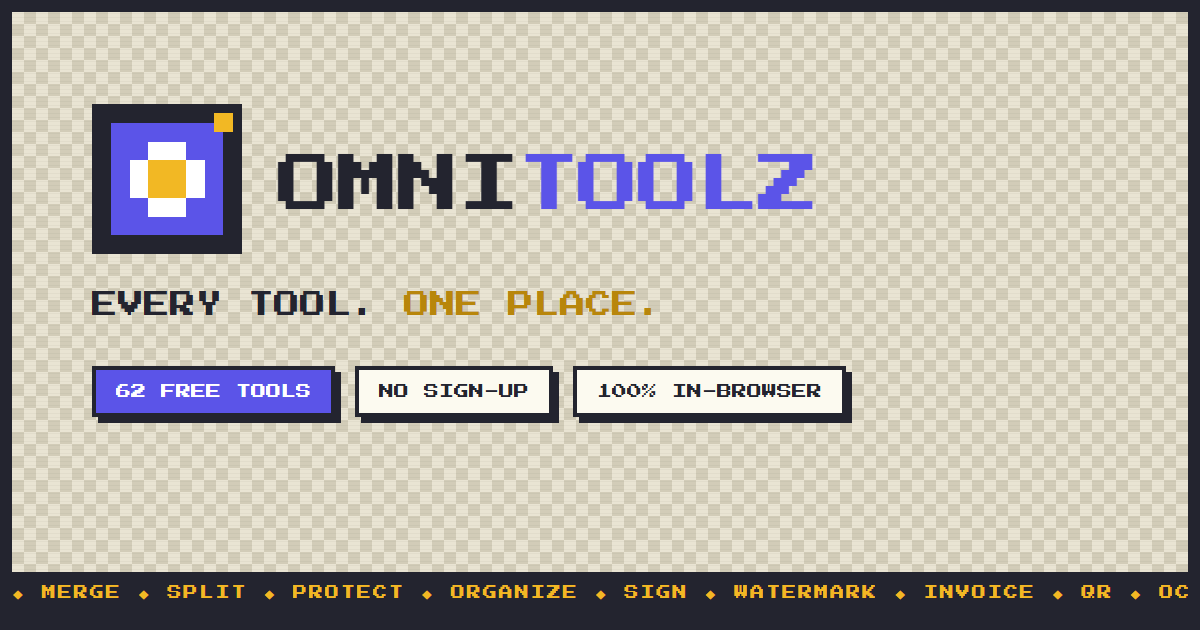 OMNITOOLZ
EVERY TOOL. ONE PLACE.
62 FREE TOOLS NO SIGN-UP 100% IN-BROWSER
◆ MERGE ◆ SPLIT ◆ PROTECT ◆ ORGANIZE ◆ SIGN ◆ WATERMARK ◆ INVOICE ◆ QR ◆ OC